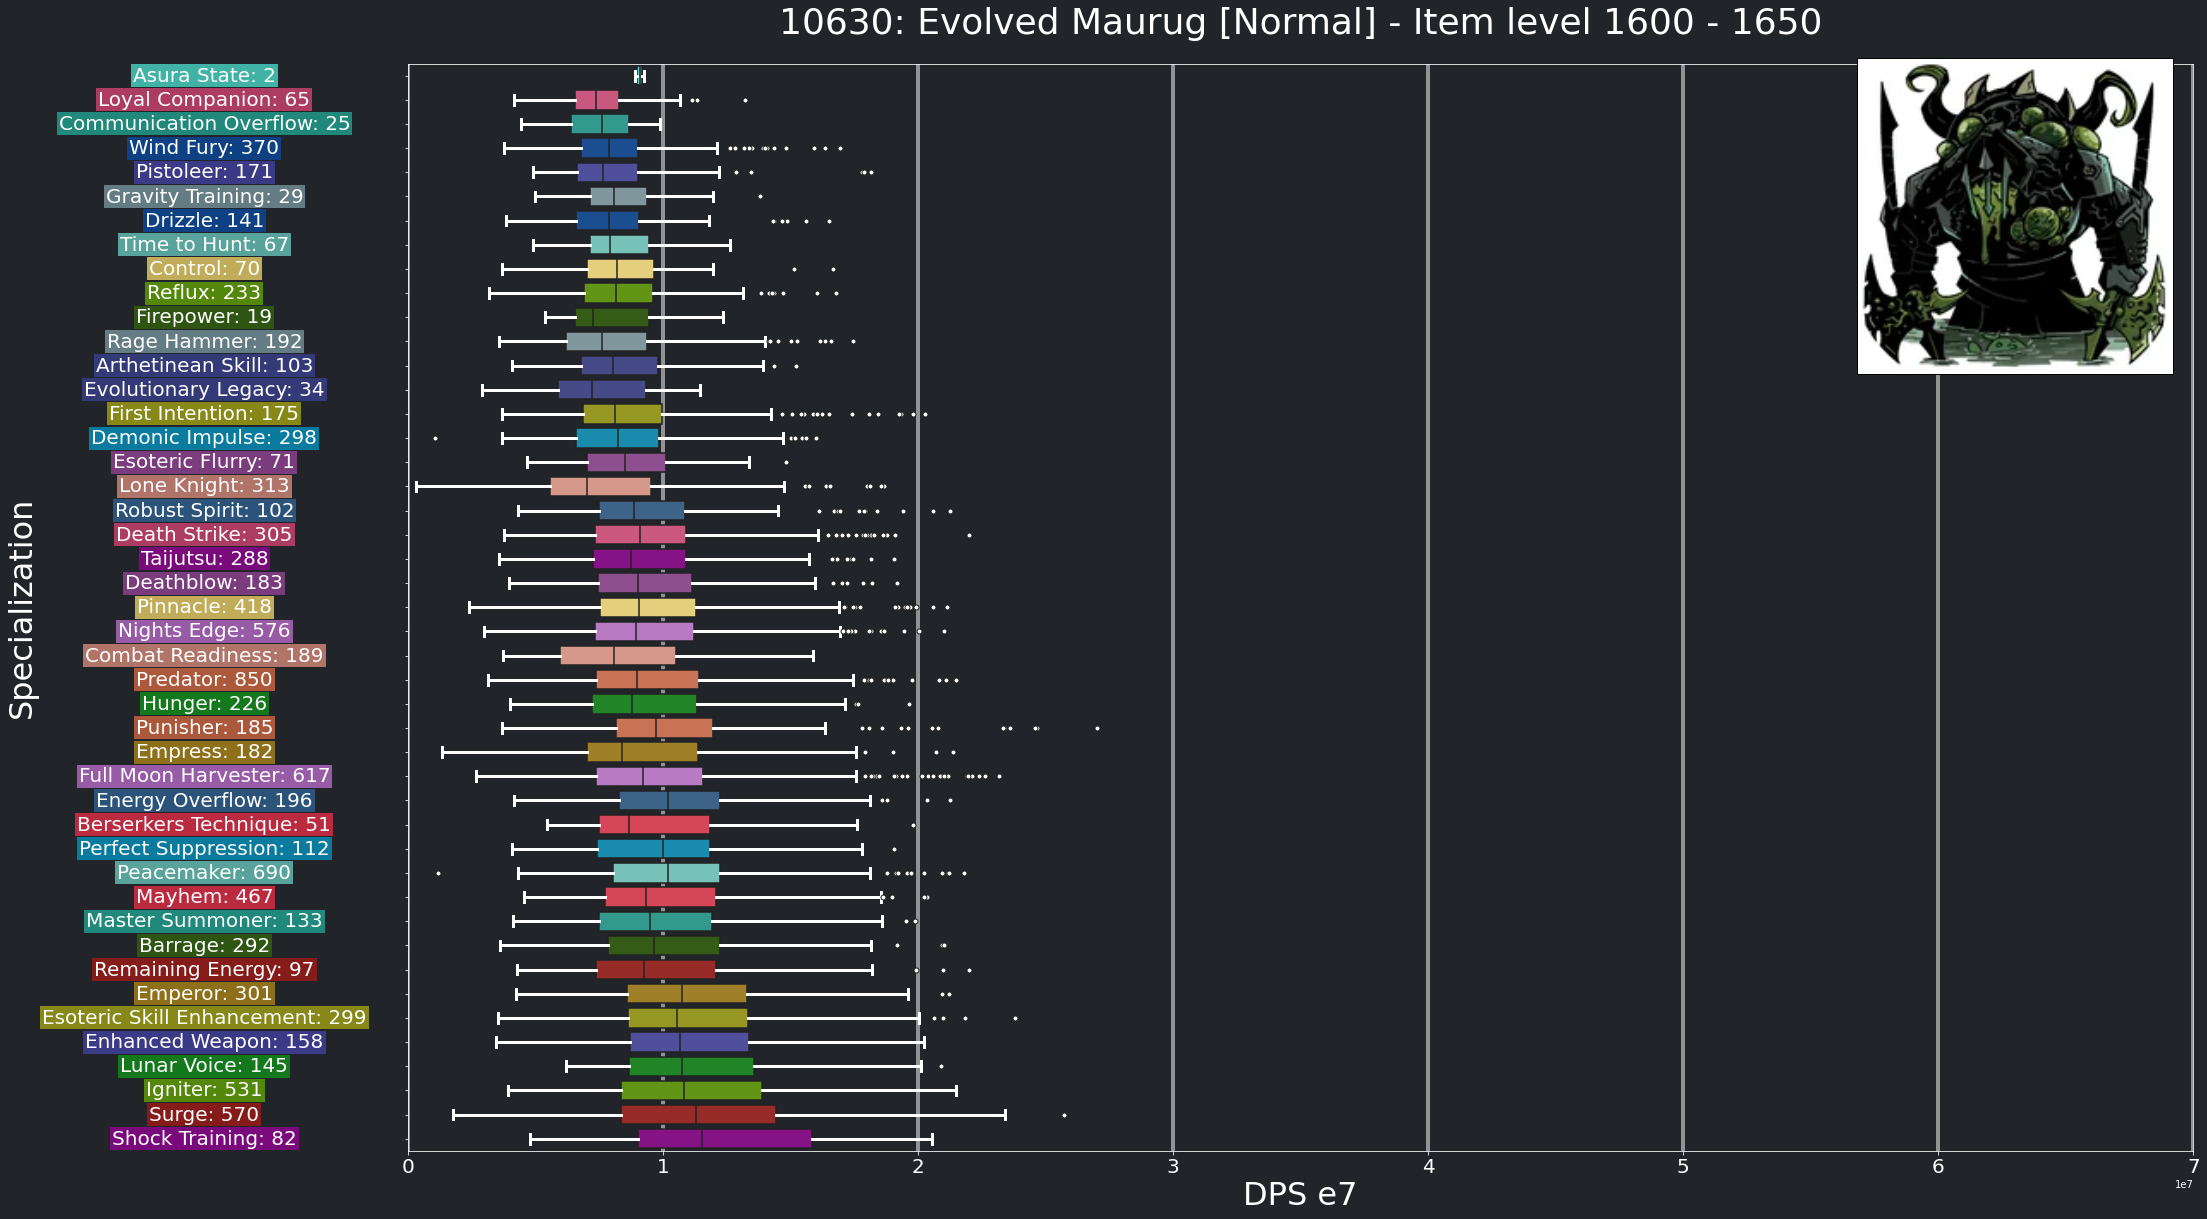 10630: Evolved Maurug [Normal] - Item level 1600 - 1650
Specialization
Asura State: 2
Loyal Companion: 65
Communication Overflow: 25
Wind Fury: 370
Pistoleer: 171
Gravity Training: 29
Drizzle: 141
Time to Hunt: 67
Control: 70
Reflux: 233
Firepower: 19
Rage Hammer: 192
Arthetinean Skill: 103
Evolutionary Legacy: 34
First Intention: 175
Demonic Impulse: 298
Esoteric Flurry: 71
Lone Knight: 313
Robust Spirit: 102
Death Strike: 305
Taijutsu: 288
Deathblow: 183
Pinnacle: 418
Nights Edge: 576
Combat Readiness: 189
Predator: 850
Hunger: 226
Punisher: 185
Empress: 182
Full Moon Harvester: 617
Energy Overflow: 196
Berserkers Technique: 51
Perfect Suppression: 112
Peacemaker: 690
Mayhem: 467
Master Summoner: 133
Barrage: 292
Remaining Energy: 97
Emperor: 301
Esoteric Skill Enhancement: 299
Enhanced Weapon: 158
Lunar Voice: 145
Igniter: 531
Surge: 570
Shock Training: 82
0 1 2 3 4 5 6 7
1e7
DPS e7